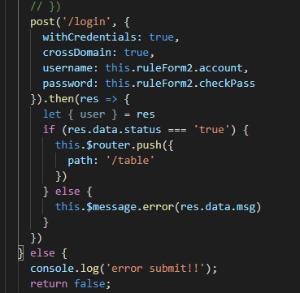 // })
post('/login', {
withCredentials: true,
crossDomain: true,
username: this.ruleForm2.account,
password: this.ruleForm2.checkPass
}).then(res => {
let { user } = res
if (res.data.status === 'true') {
this.$router.push({
path: '/table'
})
} else {
this.$message.error(res.data.msg)
}
})
} else {
console.log('error submit!!');
return false;